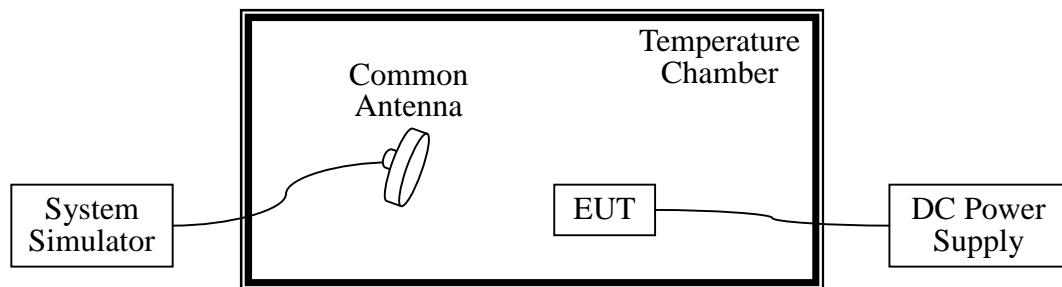 Temperature
Chamber
Common
Antenna
System
Simulator
EUT
DC Power
Supply